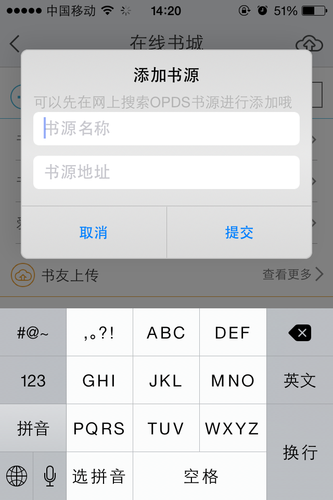 中国移动 14:20 51%
在线书城
添加书源
可以先在网上搜索OPDS书源进行添加哦
书源名称
书源地址
取消 提交
书友上传 查看更多
#@~ ,。?! ABC DEF
123 GHI JKL MNO 英文
拼音 PQRS TUV WXYZ 换行
选拼音 空格